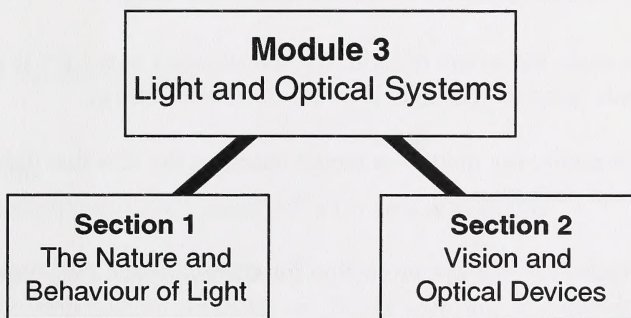 Module 3
Light and Optical Systems
Section 1
The Nature and
Behaviour of Light
Section 2
Vision and
Optical Devices